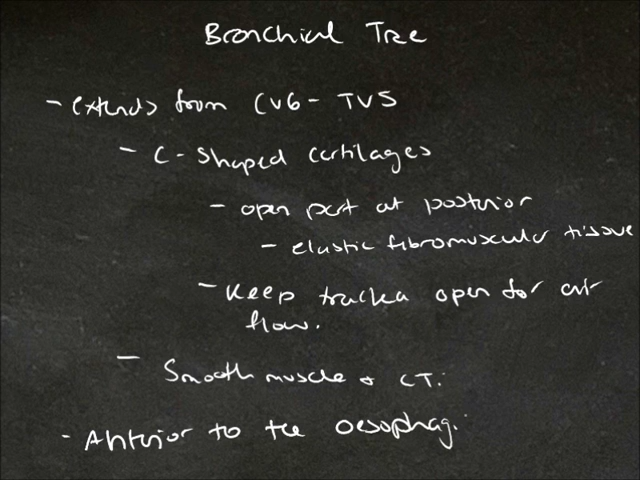 Bronchial Tree
- extends from CV6 - TV5
- C-shaped cartilages
- open part at posterior
- elastic fibromuscular tissue
- Keep trachea open for air
flow.
- Smooth muscle & CT.
- Anterior to the oesophag.